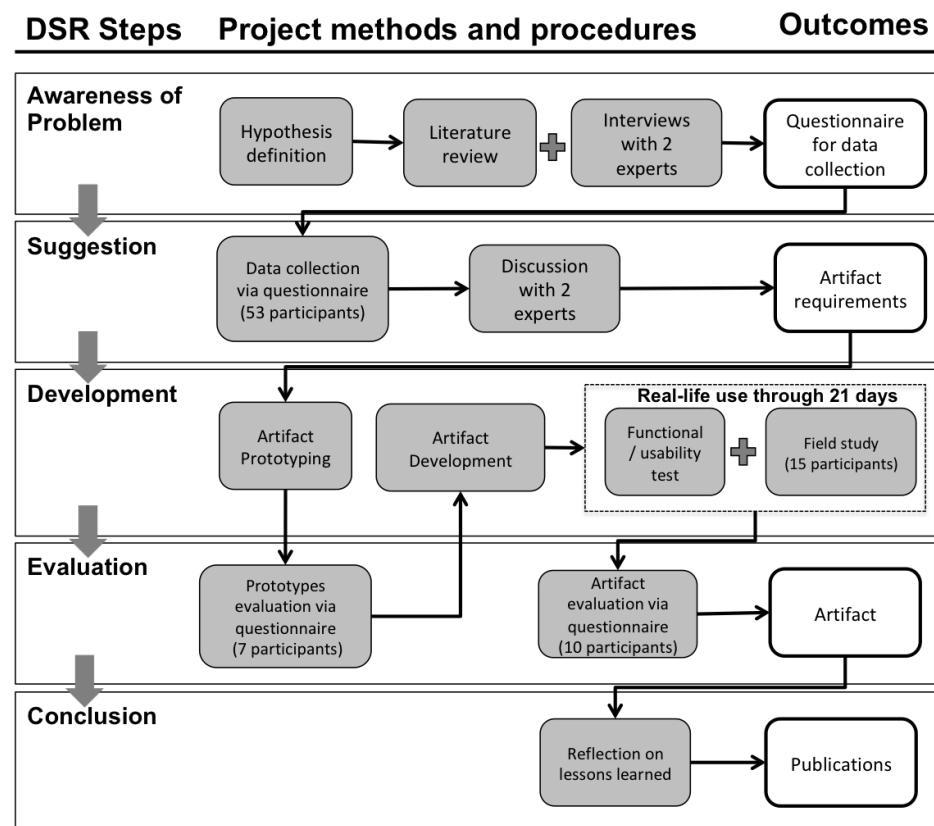 DSR Steps
Project methods and procedures
Outcomes
Awareness of
Problem
Hypothesis
definition
Literature
review
Interviews
with 2
experts
Questionnaire
for data
collection
Suggestion
Data collection
via questionnaire
(53 participants)
Discussion
with 2
experts
Artifact
requirements
Development
Artifact
Prototyping
Artifact
Development
Real-life use through 21 days
Functional
/ usability
test
Field study
(15 participants)
Evaluation
Prototypes
evaluation via
questionnaire
(7 participants)
Artifact
evaluation via
questionnaire
(10 participants)
Artifact
Conclusion
Reflection on
lessons learned
Publications